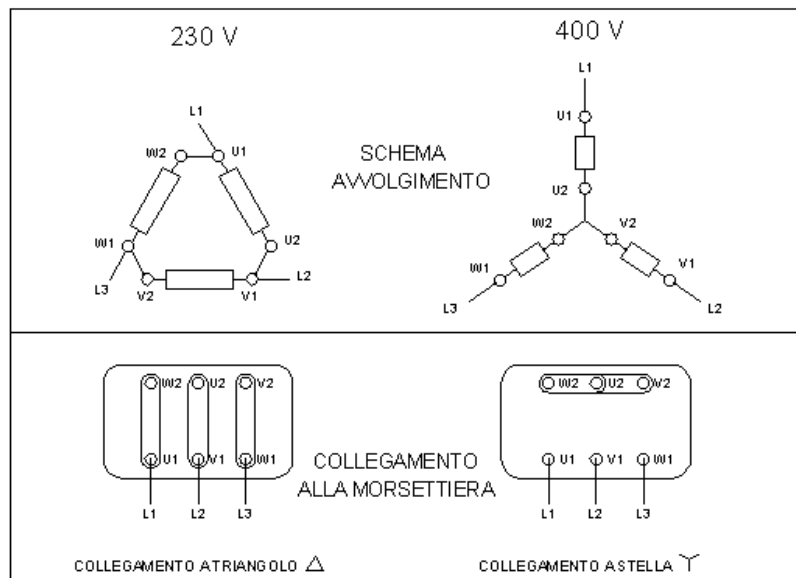 230 V
400 V
L1
W2
U1
W1
U2
L3
V2
V1
L2
SCHEMA
AVVOLGIMENTO
L1
U1
U2
W2
V2
W1
V1
L3
L2
W2
U2
V2
U1
V1
W1
L1
L2
L3
COLLEGAMENTO
ALLA MORSETTIERA
W2
U2
V2
U1
V1
W1
L1
L2
L3
COLLEGAMENTO A TRIANGOLO
COLLEGAMENTO A STELLA